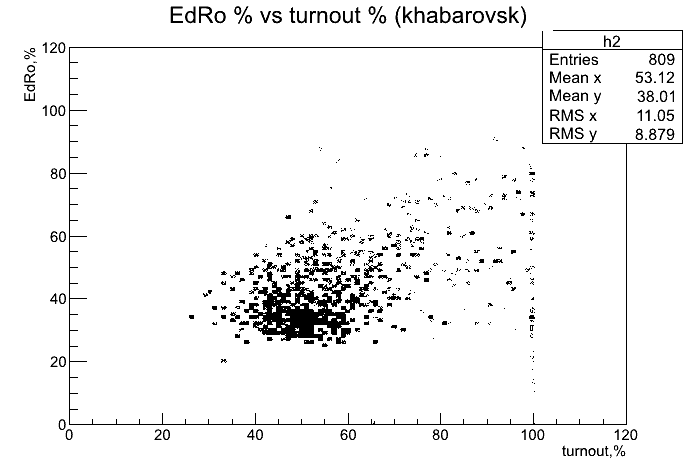 EdRo % vs turnout % (khabarovsk)
h2
Entries 809
Mean x 53.12
Mean y 38.01
RMS x 11.05
RMS y 8.879
EdRo,%
120
100
80
60
40
20
0
0 20 40 60 80 100 120
turnout,%